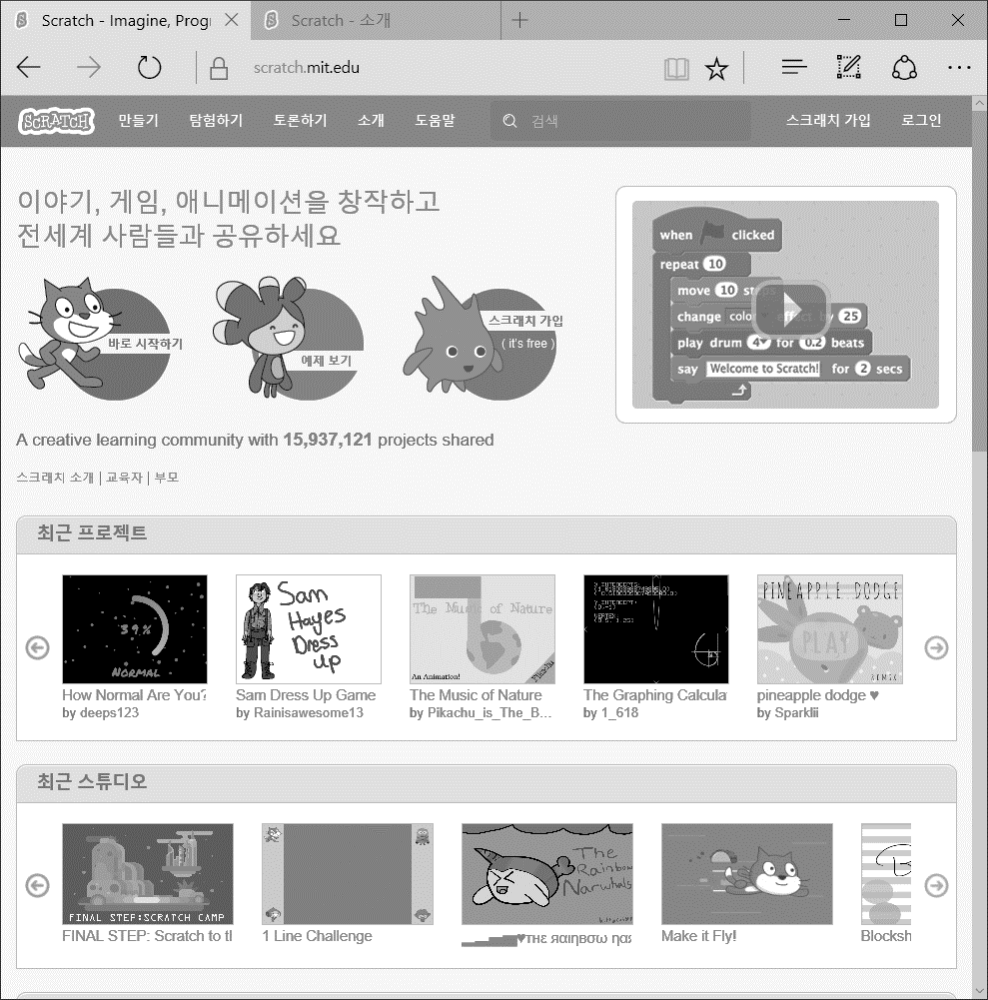 Scratch - Imagine, Progr
Scratch - 소개
scratch.mit.edu
SCRATCH 만들기 탐험하기 토론하기 소개 도움말 검색 스크래치 가입 로그인
이야기, 게임, 애니메이션을 창작하고
전세계 사람들과 공유하세요
바로 시작하기
예제 보기
스크래치 가입
( it's free )
when clicked
repeat 10
move 10 steps
change color effect by 25
play drum 4 for 0.2 beats
say Welcome to Scratch! for 2 secs
A creative learning community with 15,937,121 projects shared
스크래치 소개 | 교육자 | 부모
최근 프로젝트
39%
NORMAL
Sam
Hayes
Dress
up
The Music of Nature
An Animation!
Pikachu
Y INTERCEPT:
VERTEX:
PINEAPPLE DODGE
PLAY
REMIX
How Normal Are You?
by deeps123
Sam Dress Up Game
by Rainisawesome13
The Music of Nature
by Pikachu_is_The_B...
The Graphing Calcula
by 1_618
pineapple dodge ♥
by Sparklii
최근 스튜디오
FINAL STEP:SCRATCH CAMP
The
Rainbow
Narwhals
FINAL STEP: Scratch to tl
1 Line Challenge
▁▂▃▄▅♥тнε яαιηвσω ηαя
Make it Fly!
Blocksh